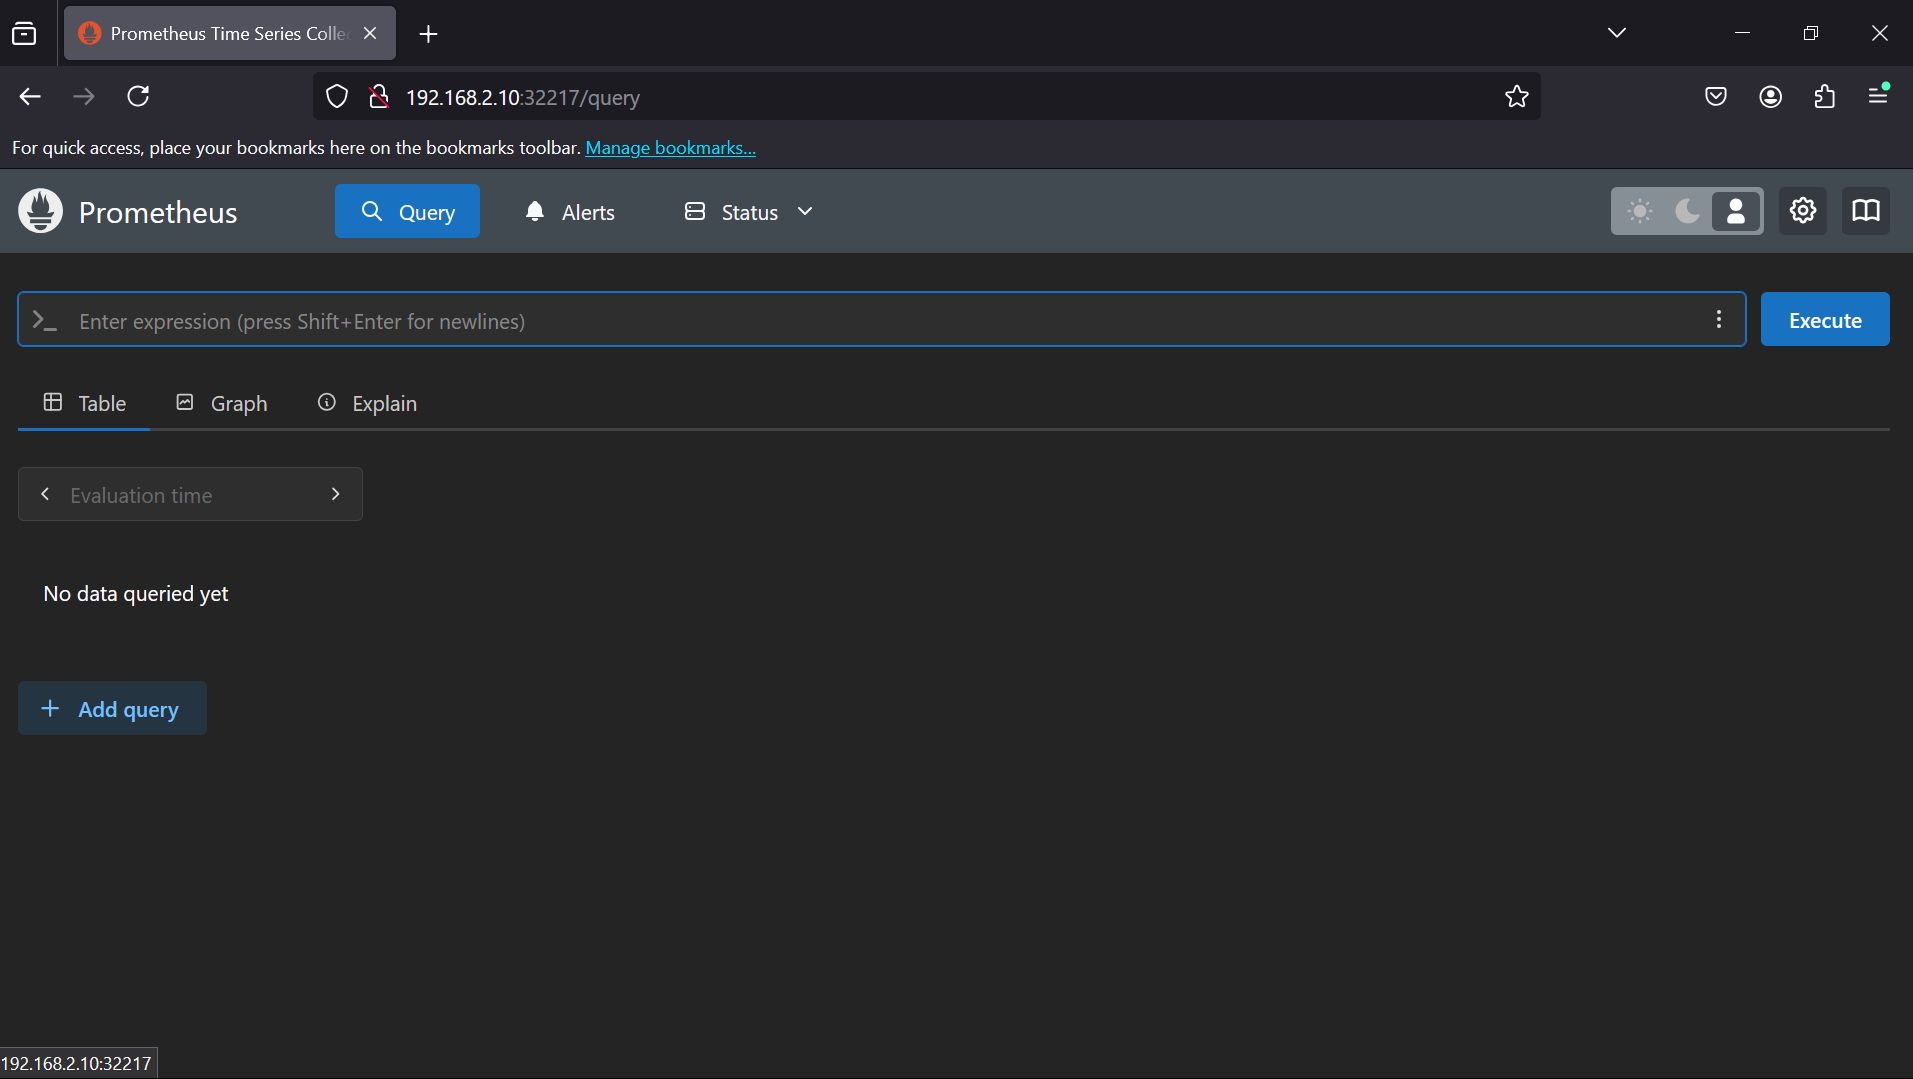 Prometheus Time Series Colle
192.168.2.10:32217/query
For quick access, place your bookmarks here on the bookmarks toolbar. Manage bookmarks...
Prometheus Query Alerts Status
Enter expression (press Shift+Enter for newlines) Execute
Table Graph Explain
Evaluation time
No data queried yet
Add query
192.168.2.10:32217